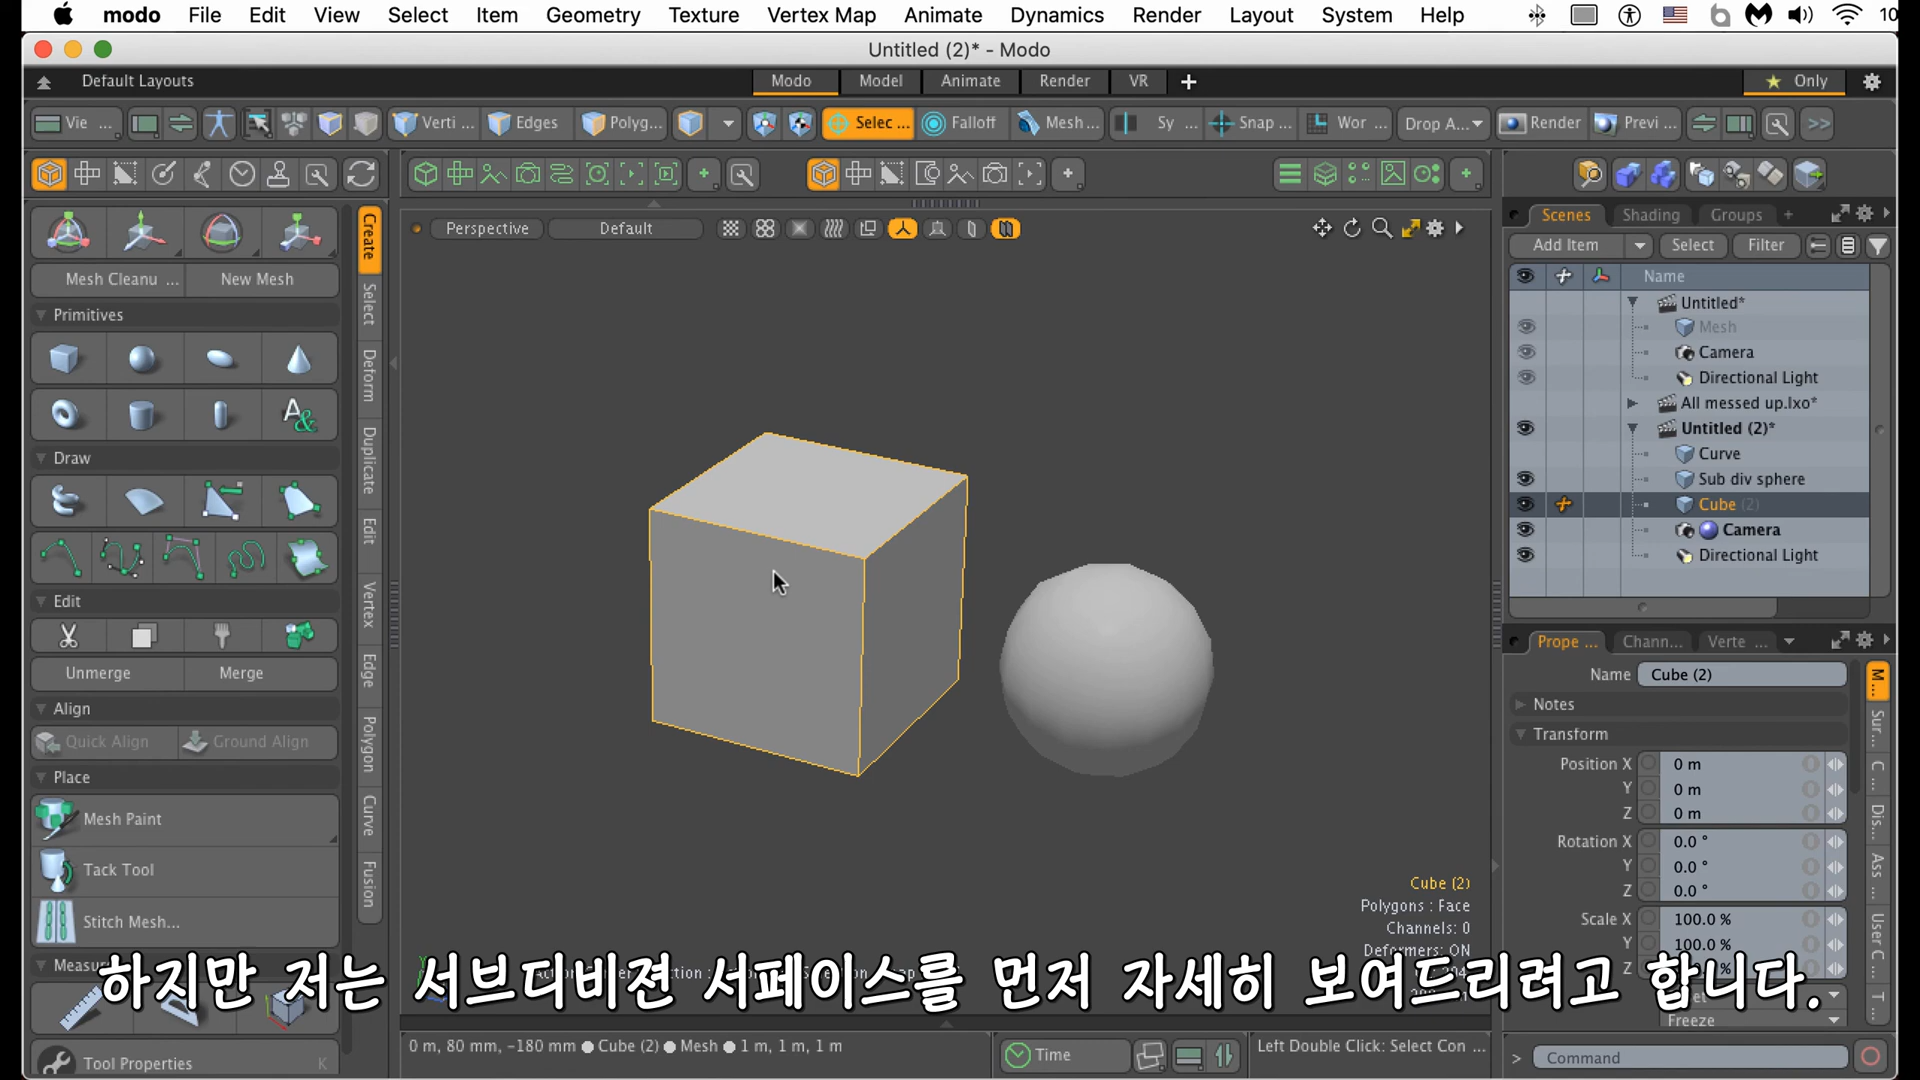 modo File Edit View Select Item Geometry Texture Vertex Map Animate Dynamics Render Layout System Help 10
Untitled (2)* - Modo
Default Layouts Modo Model Animate Render VR + Only
Vie ... Verti ... Edges Polyg... Selec ... Falloff Mesh ... Sy ... Snap ... Wor ... Drop A... Render Previ ... >>
Perspective Default
Scenes Shading Groups +
Add Item Select Filter
Name
Untitled*
Mesh
Camera
Directional Light
All messed up.lxo*
Untitled (2)*
Curve
Sub div sphere
Cube (2)
Camera
Directional Light
Mesh Cleanu ... New Mesh
Primitives
Draw
Edit
Unmerge Merge
Align
Quick Align Ground Align
Place
Mesh Paint
Tack Tool
Stitch Mesh...
Tool Properties K
Create
Select
Deform
Duplicate
Edit
Vertex
Edge
Polygon
Curve
Fusion
Prope ... Chann... Verte ...
Name Cube (2)
Notes
Transform
Position X 0 m
Y 0 m
Z 0 m
Rotation X 0.0 °
Y 0.0 °
Z 0.0 °
Scale X 100.0 %
Y 100.0 %
Z
Freeze
M...
Sur...
C ...
Dis...
Ass ...
User C ...
T ...
Cube (2)
Polygons : Face
Channels: 0
Deformers: ON
하지만 저는 서브디비젼 서페이스를 먼저 자세히 보여드리려고 합니다.
0 m, 80 mm, -180 mm Cube (2) Mesh 1 m, 1 m, 1 m
Time
Left Double Click: Select Con ...
> Command